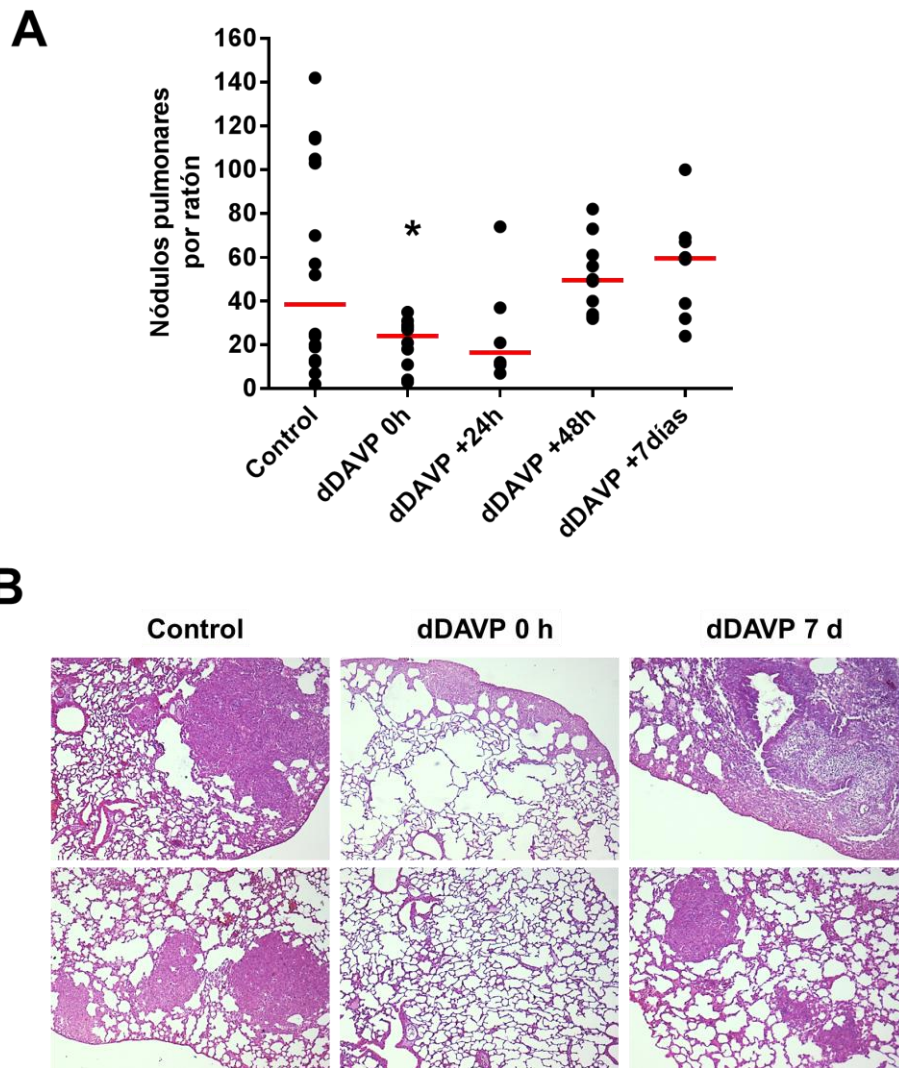 A
160
140
120
100
80
60
40
20
0
Nódulos pulmonares
por ratón
*
Control
dDAVP 0h
dDAVP +24h
dDAVP +48h
dDAVP +7días
B
Control
dDAVP 0 h
dDAVP 7 d